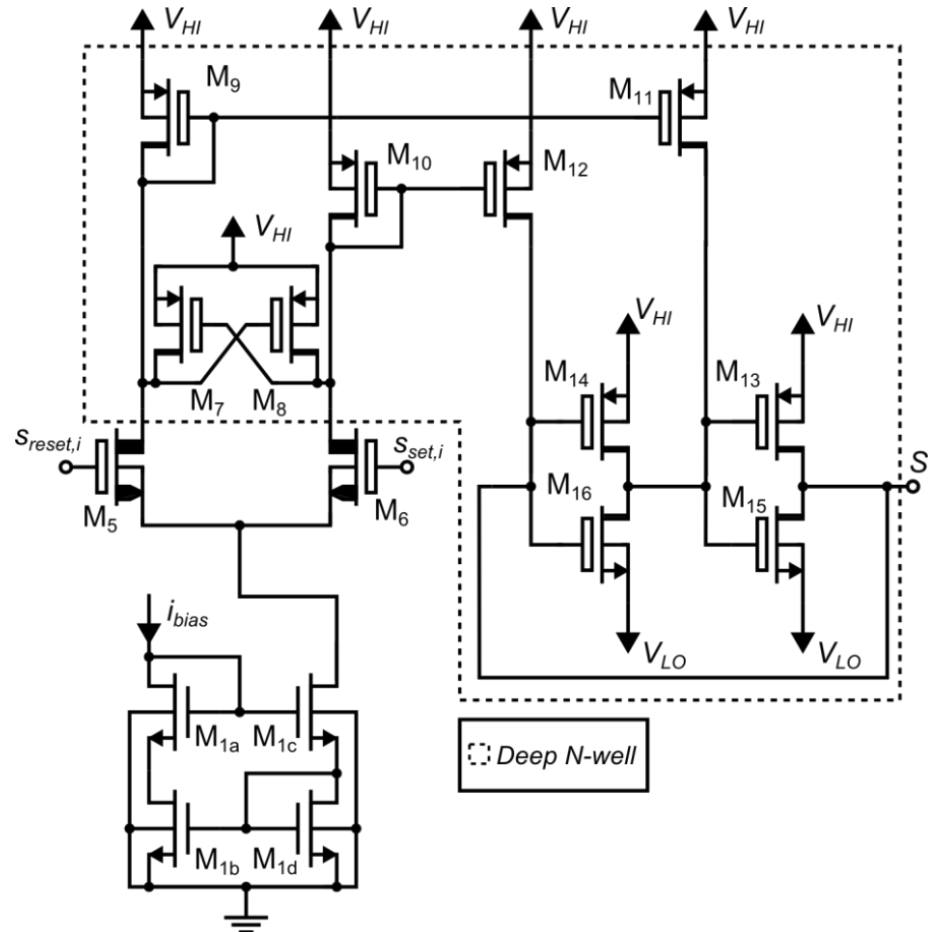 V_HI V_HI V_HI V_HI
M_9 M_11
M_10 M_12
V_HI
V_HI V_HI
M_14 M_13
M_7 M_8
s_reset,i s_set,i S
M_16 M_15
M_5 M_6
i_bias
V_LO V_LO
M_1a M_1c
Deep N-well
M_1b M_1d